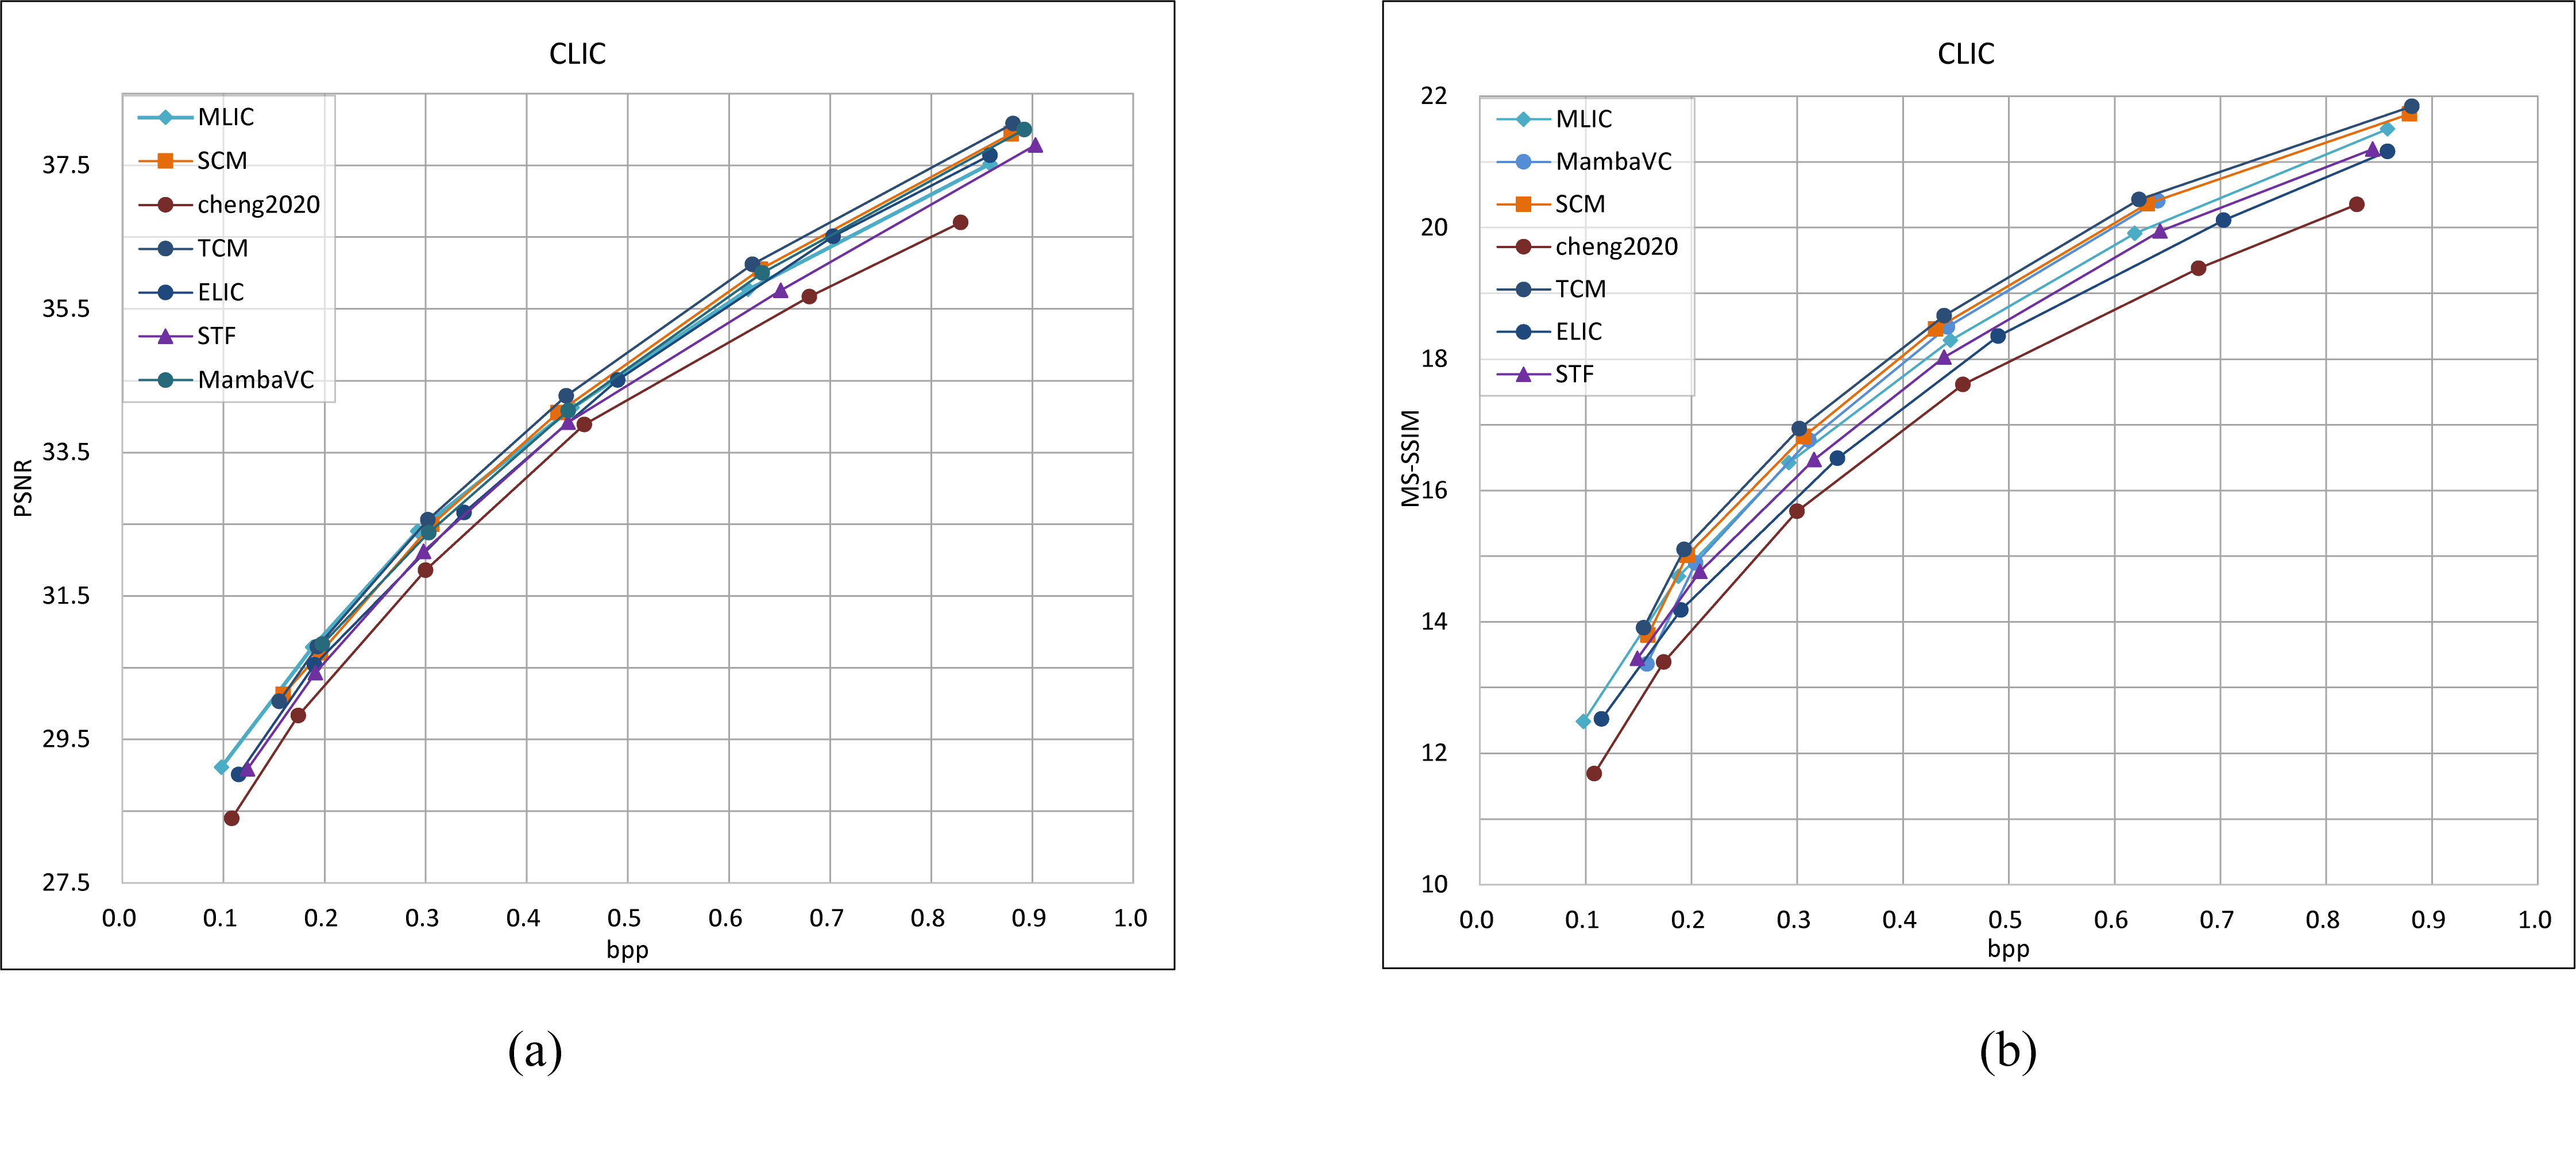 CLIC
MLIC
SCM
cheng2020
TCM
ELIC
STF
MambaVC
37.5
35.5
33.5
31.5
29.5
27.5
PSNR
0.0 0.1 0.2 0.3 0.4 0.5 0.6 0.7 0.8 0.9 1.0
bpp
(a)
CLIC
MLIC
MambaVC
SCM
cheng2020
TCM
ELIC
STF
22
20
18
16
14
12
10
MS-SSIM
0.0 0.1 0.2 0.3 0.4 0.5 0.6 0.7 0.8 0.9 1.0
bpp
(b)